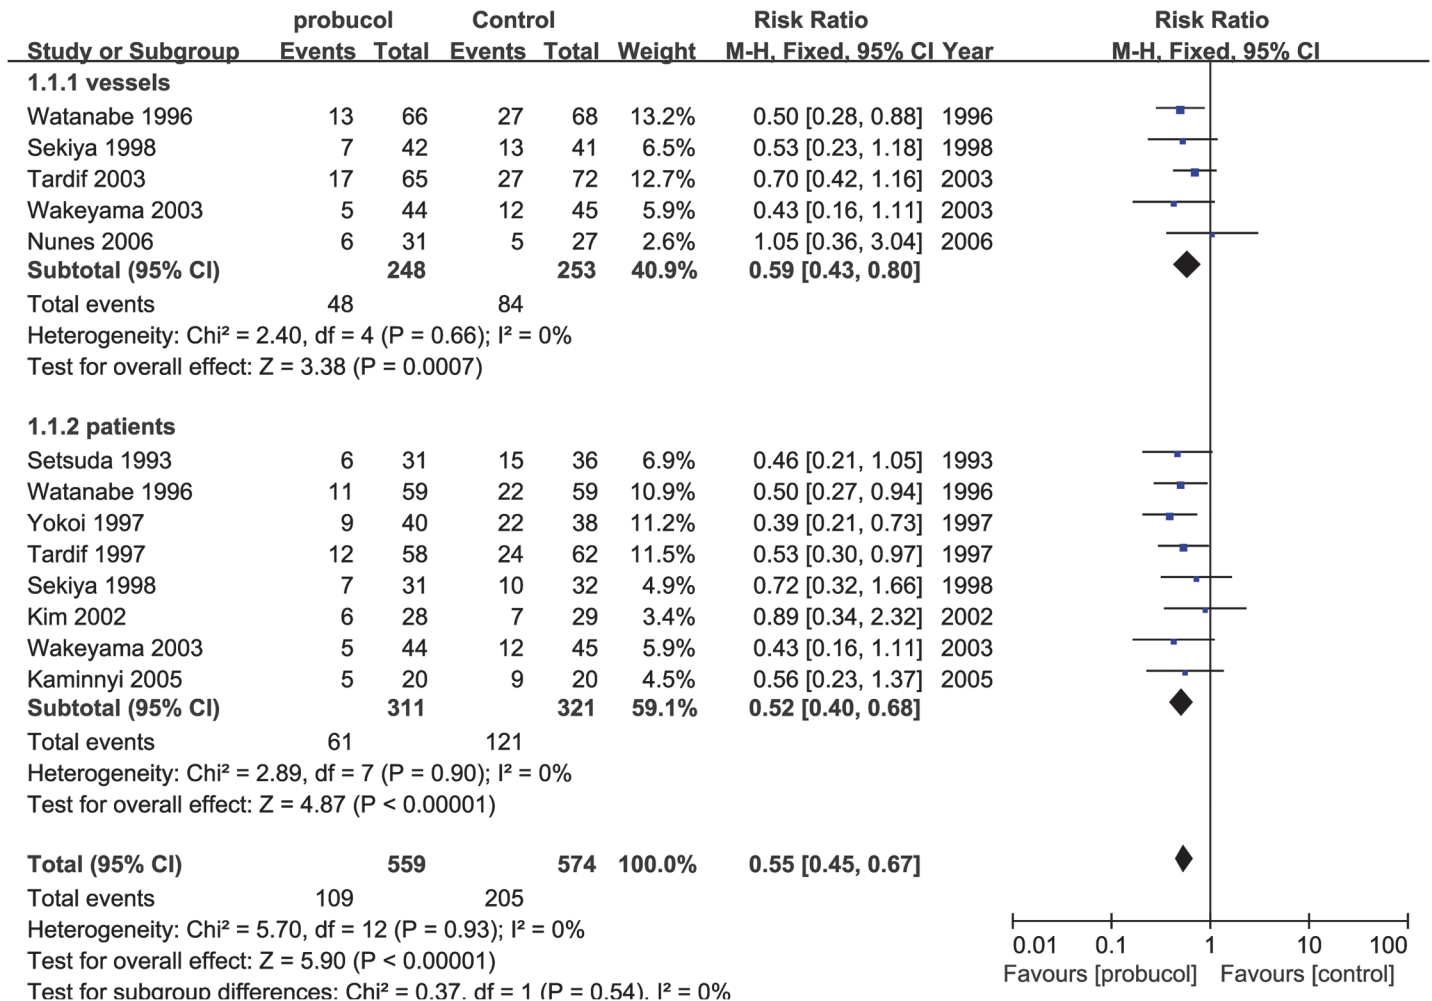 probucol Control Risk Ratio Risk Ratio
Study or Subgroup Events Total Events Total Weight M-H, Fixed, 95% CI Year M-H, Fixed, 95% CI
1.1.1 vessels
Watanabe 1996 13 66 27 68 13.2% 0.50 [0.28, 0.88] 1996
Sekiya 1998 7 42 13 41 6.5% 0.53 [0.23, 1.18] 1998
Tardif 2003 17 65 27 72 12.7% 0.70 [0.42, 1.16] 2003
Wakeyama 2003 5 44 12 45 5.9% 0.43 [0.16, 1.11] 2003
Nunes 2006 6 31 5 27 2.6% 1.05 [0.36, 3.04] 2006
Subtotal (95% CI) 248 253 40.9% 0.59 [0.43, 0.80]
Total events 48 84
Heterogeneity: Chi² = 2.40, df = 4 (P = 0.66); I² = 0%
Test for overall effect: Z = 3.38 (P = 0.0007)
1.1.2 patients
Setsuda 1993 6 31 15 36 6.9% 0.46 [0.21, 1.05] 1993
Watanabe 1996 11 59 22 59 10.9% 0.50 [0.27, 0.94] 1996
Yokoi 1997 9 40 22 38 11.2% 0.39 [0.21, 0.73] 1997
Tardif 1997 12 58 24 62 11.5% 0.53 [0.30, 0.97] 1997
Sekiya 1998 7 31 10 32 4.9% 0.72 [0.32, 1.66] 1998
Kim 2002 6 28 7 29 3.4% 0.89 [0.34, 2.32] 2002
Wakeyama 2003 5 44 12 45 5.9% 0.43 [0.16, 1.11] 2003
Kaminnyi 2005 5 20 9 20 4.5% 0.56 [0.23, 1.37] 2005
Subtotal (95% CI) 311 321 59.1% 0.52 [0.40, 0.68]
Total events 61 121
Heterogeneity: Chi² = 2.89, df = 7 (P = 0.90); I² = 0%
Test for overall effect: Z = 4.87 (P < 0.00001)
Total (95% CI) 559 574 100.0% 0.55 [0.45, 0.67]
Total events 109 205
Heterogeneity: Chi² = 5.70, df = 12 (P = 0.93); I² = 0%
Test for overall effect: Z = 5.90 (P < 0.00001)
Test for subgroup differences: Chi² = 0.37, df = 1 (P = 0.54), I² = 0%
0.01 0.1 1 10 100
Favours [probucol] Favours [control]